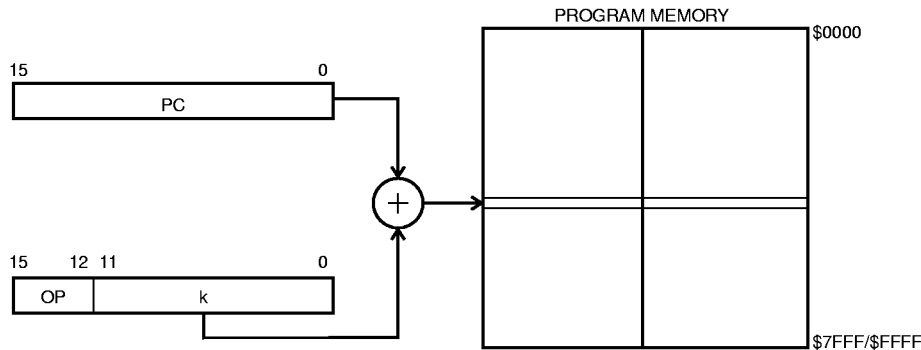 PROGRAM MEMORY
$0000
15 0
PC
+
15 12 11 0
OP k
$7FFF/$FFFF